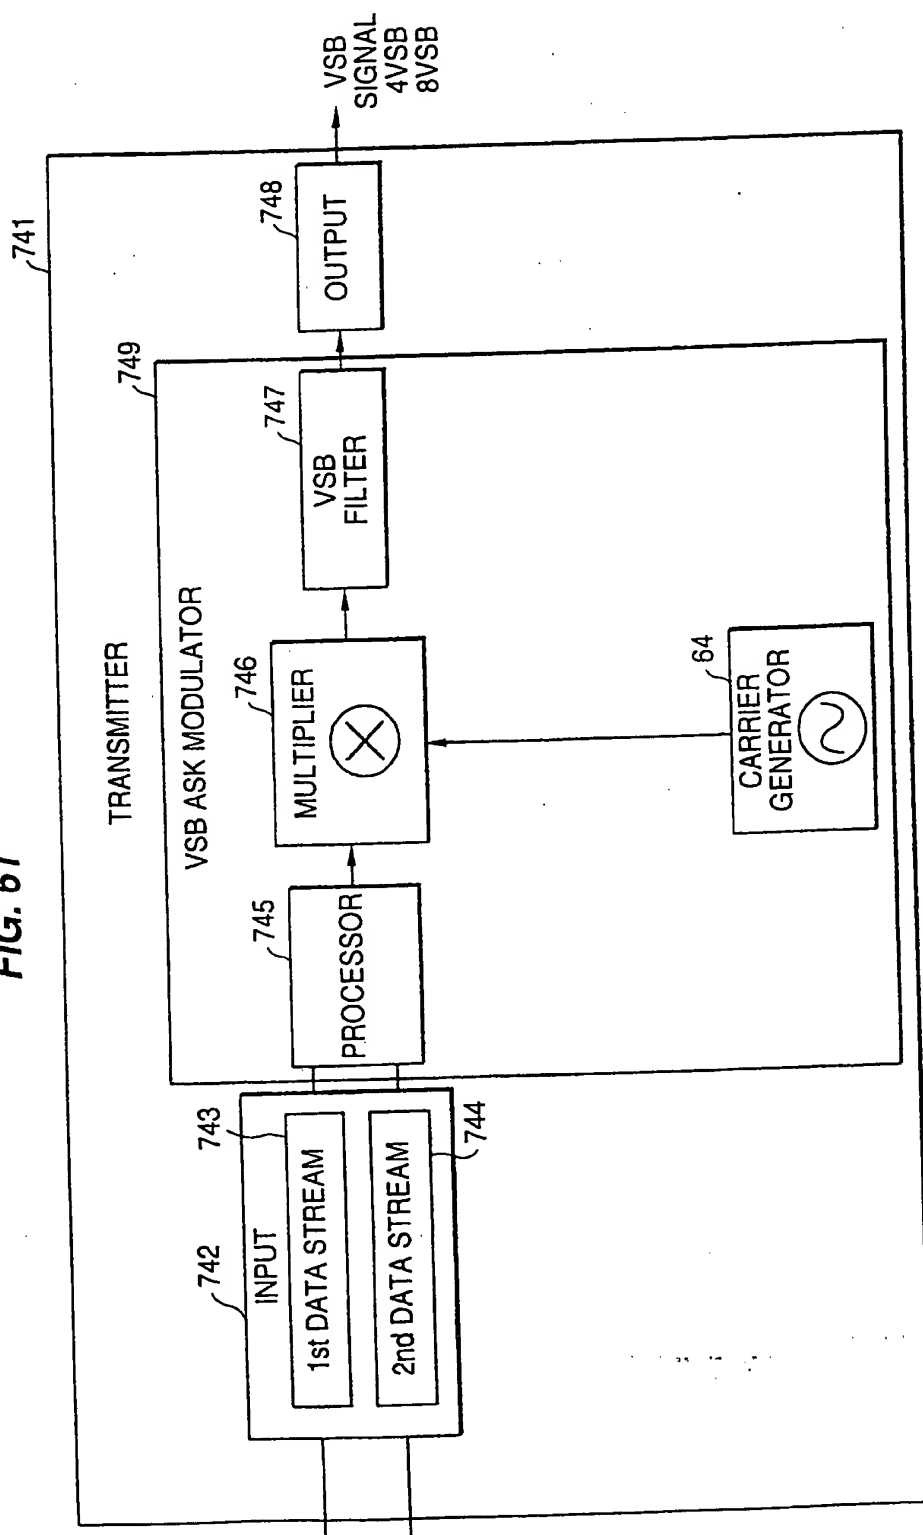 FIG. 61
741
TRANSMITTER
749
VSB ASK MODULATOR
742
INPUT
743
1st DATA STREAM
2nd DATA STREAM
744
745
PROCESSOR
746
MULTIPLIER
747
VSB
FILTER
748
OUTPUT
VSB
SIGNAL
4VSB
8VSB
64
CARRIER
GENERATOR